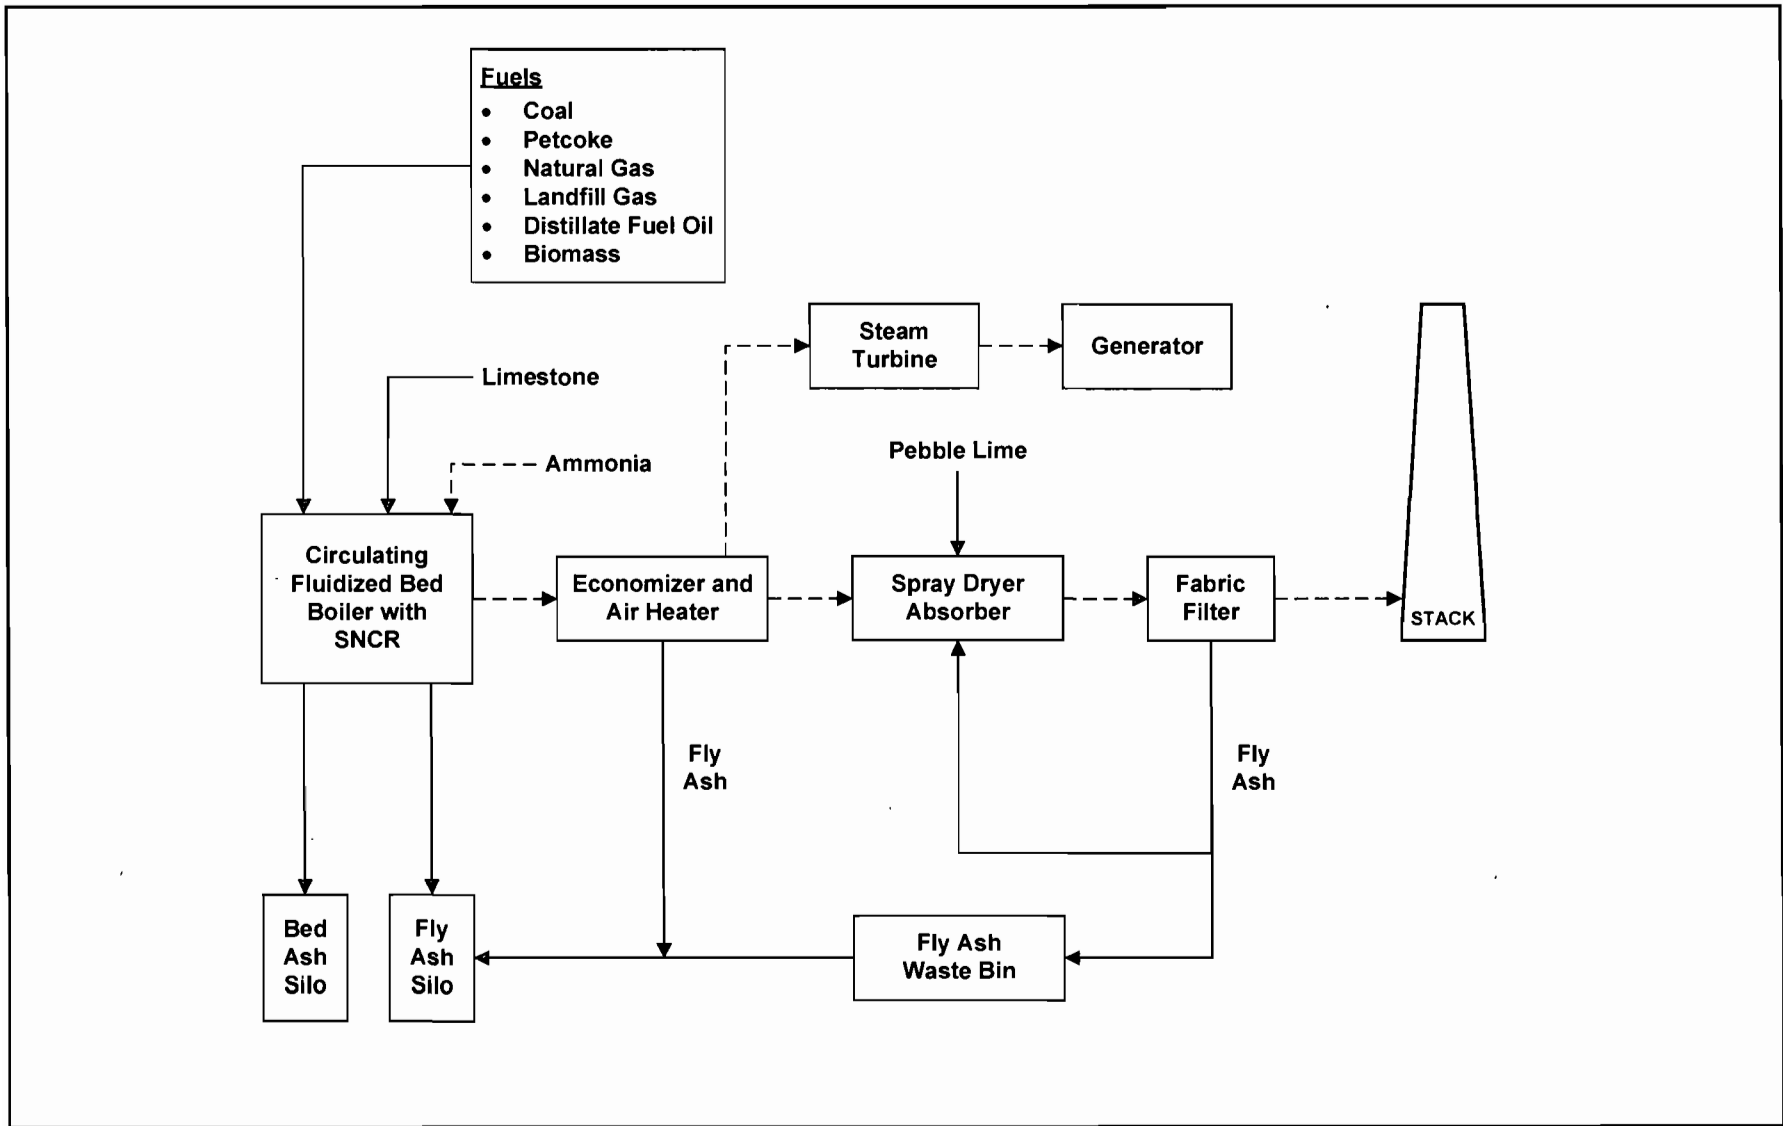 Fuels
• Coal
• Petcoke
• Natural Gas
• Landfill Gas
• Distillate Fuel Oil
• Biomass
Steam
Turbine
Generator
Limestone
Ammonia
Pebble Lime
Circulating
Fluidized Bed
Boiler with
SNCR
Economizer and
Air Heater
Spray Dryer
Absorber
Fabric
Filter
STACK
Fly
Ash
Fly
Ash
Bed
Ash
Silo
Fly
Ash
Silo
Fly Ash
Waste Bin